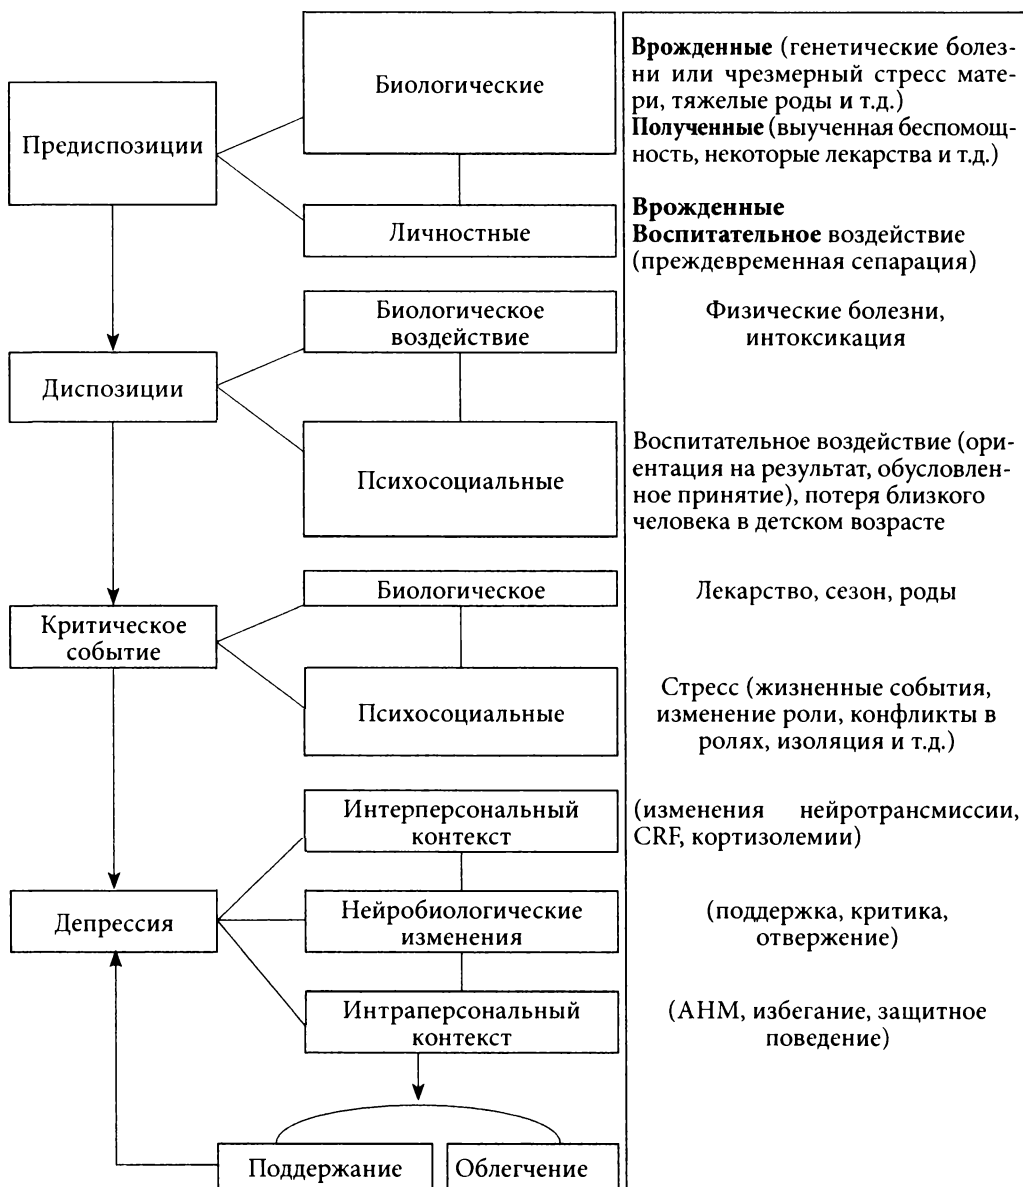 Предиспозиции
Биологические
Врожденные (генетические болез-
ни или чрезмерный стресс мате-
ри, тяжелые роды и т.д.)
Полученные (выученная беспомощ-
ность, некоторые лекарства и т.д.)
Личностные
Врожденные
Воспитательное воздействие
(преждевременная сепарация)
Диспозиции
Биологическое
воздействие
Физические болезни,
интоксикация
Психосоциальные
Воспитательное воздействие (ори-
ентация на результат, обусловлен-
ное принятие), потеря близкого
человека в детском возрасте
Критическое
событие
Биологическое
Лекарство, сезон, роды
Психосоциальные
Стресс (жизненные события,
изменение роли, конфликты в
ролях, изоляция и т.д.)
Депрессия
Интерперсональный
контекст
(изменения нейротрансмиссии,
CRF, кортизолемии)
Нейробиологические
изменения
(поддержка, критика,
отвержение)
Интраперсональный
контекст
(АНМ, избегание, защитное
поведение)
Поддержание
Облегчение